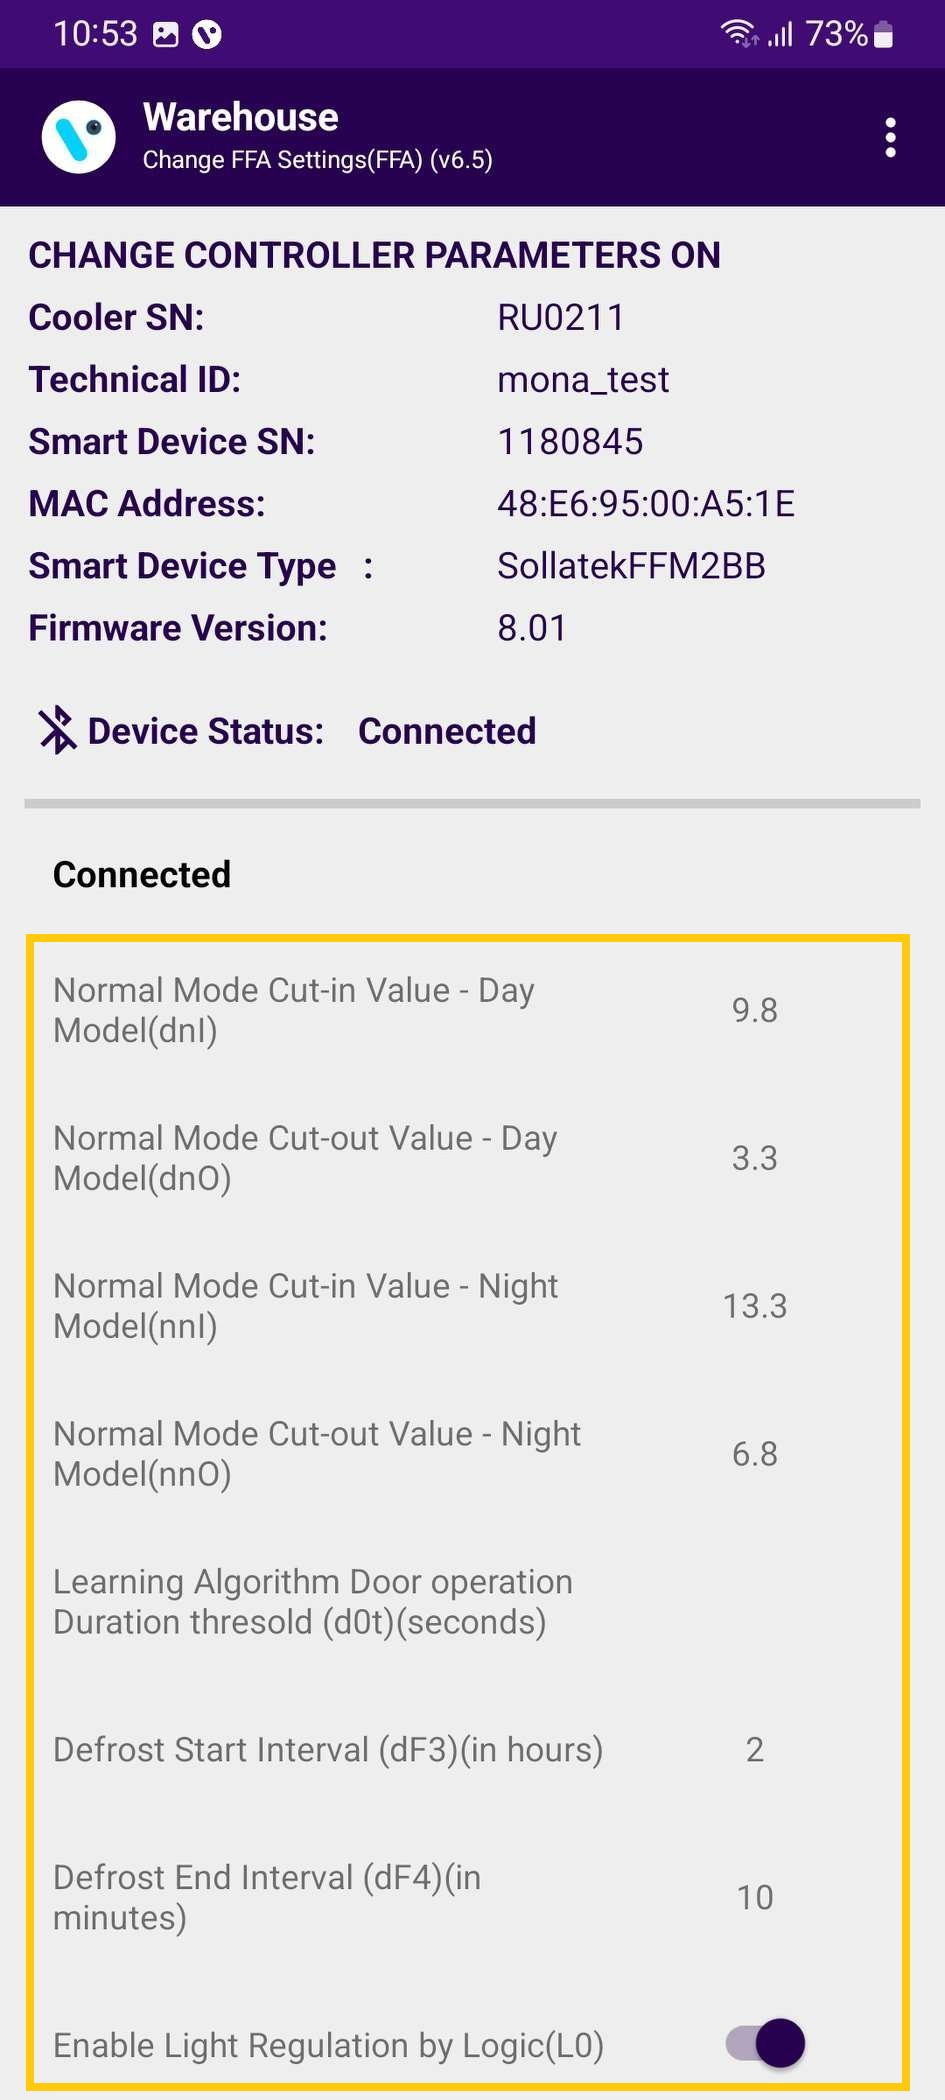 10:53 73%
Warehouse
Change FFA Settings(FFA) (v6.5)
CHANGE CONTROLLER PARAMETERS ON
Cooler SN: RU0211
Technical ID: mona_test
Smart Device SN: 1180845
MAC Address: 48:E6:95:00:A5:1E
Smart Device Type : SollatekFFM2BB
Firmware Version: 8.01
Device Status: Connected
Connected
Normal Mode Cut-in Value - Day
Model(dnI)
9.8
Normal Mode Cut-out Value - Day
Model(dnO)
3.3
Normal Mode Cut-in Value - Night
Model(nnI)
13.3
Normal Mode Cut-out Value - Night
Model(nnO)
6.8
Learning Algorithm Door operation
Duration thresold (d0t)(seconds)
Defrost Start Interval (dF3)(in hours) 2
Defrost End Interval (dF4)(in
minutes)
10
Enable Light Regulation by Logic(L0)